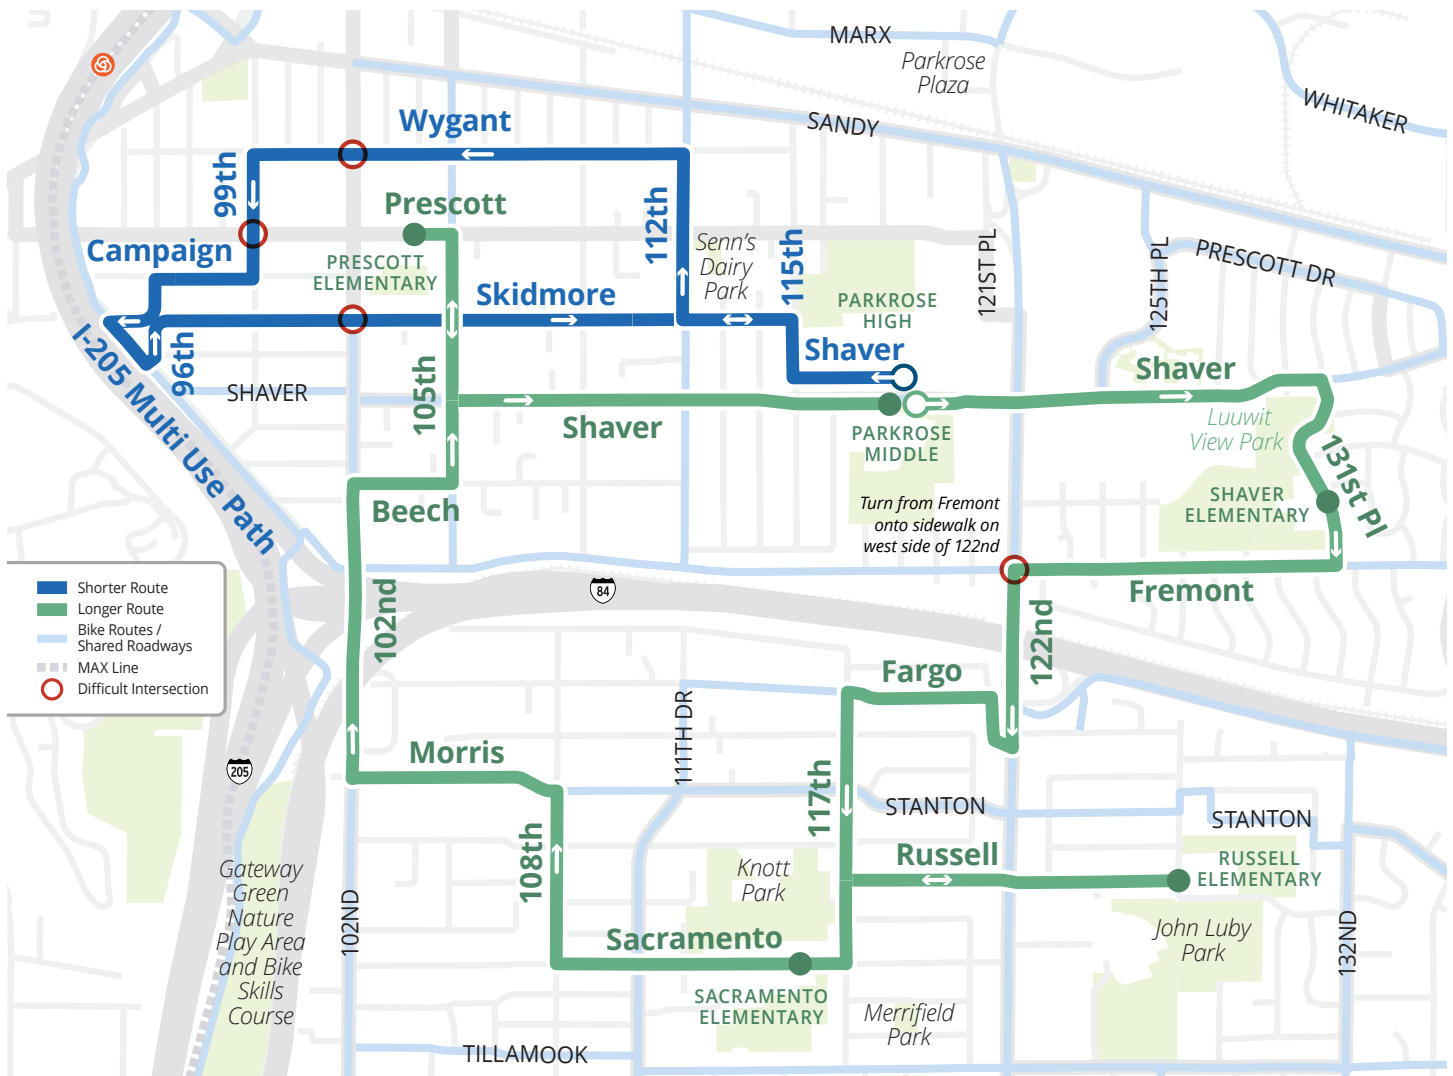 MARX
Parkrose
Plaza
WHITAKER
SANDY
Wygant
99th
Prescott
112th
Campaign
PRESCOTT
ELEMENTARY
Senn's
Dairy
Park
115th
121ST PL
125TH PL
PRESCOTT DR
Skidmore
PARKROSE
HIGH
Shaver
96th
I-205 Multi Use Path
SHAVER
105th
Shaver
Shaver
Luuwit
View Park
PARKROSE
MIDDLE
131st Pl
SHAVER
ELEMENTARY
Beech
Turn from Fremont
onto sidewalk on
west side of 122nd
Fremont
84
Shorter Route
Longer Route
Bike Routes /
Shared Roadways
MAX Line
Difficult Intersection
102nd
122nd
Fargo
111TH DR
Morris
205
117th
STANTON
STANTON
108th
Russell
RUSSELL
ELEMENTARY
Knott
Park
Gateway
Green
Nature
Play Area
and Bike
Skills
Course
102ND
Sacramento
John Luby
Park
132ND
SACRAMENTO
ELEMENTARY
Merrifield
Park
TILLAMOOK